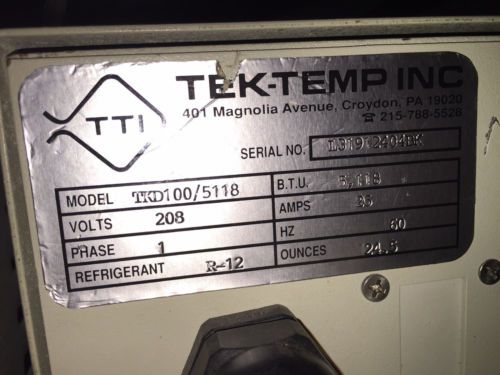 TTI
TEK-TEMP INC
401 Magnolia Avenue, Croydon, PA 19020
☎ 215-788-5528
SERIAL NO.
MODEL TKD100/5118
B.T.U. 5,118
VOLTS 208
AMPS
PHASE 1
HZ 60
REFRIGERANT R-12
OUNCES 24.5